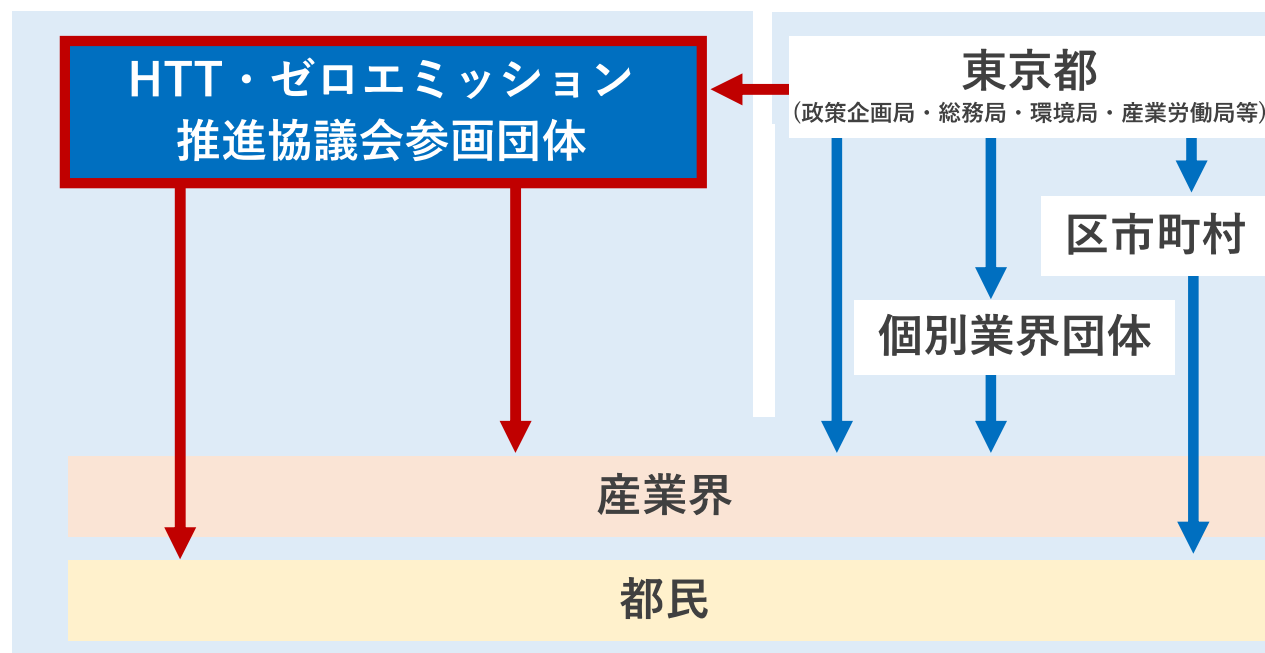 HTT・ゼロエミッション
推進協議会参画団体
東京都
(政策企画局・総務局・環境局・産業労働局等)
区市町村
個別業界団体
産業界
都民